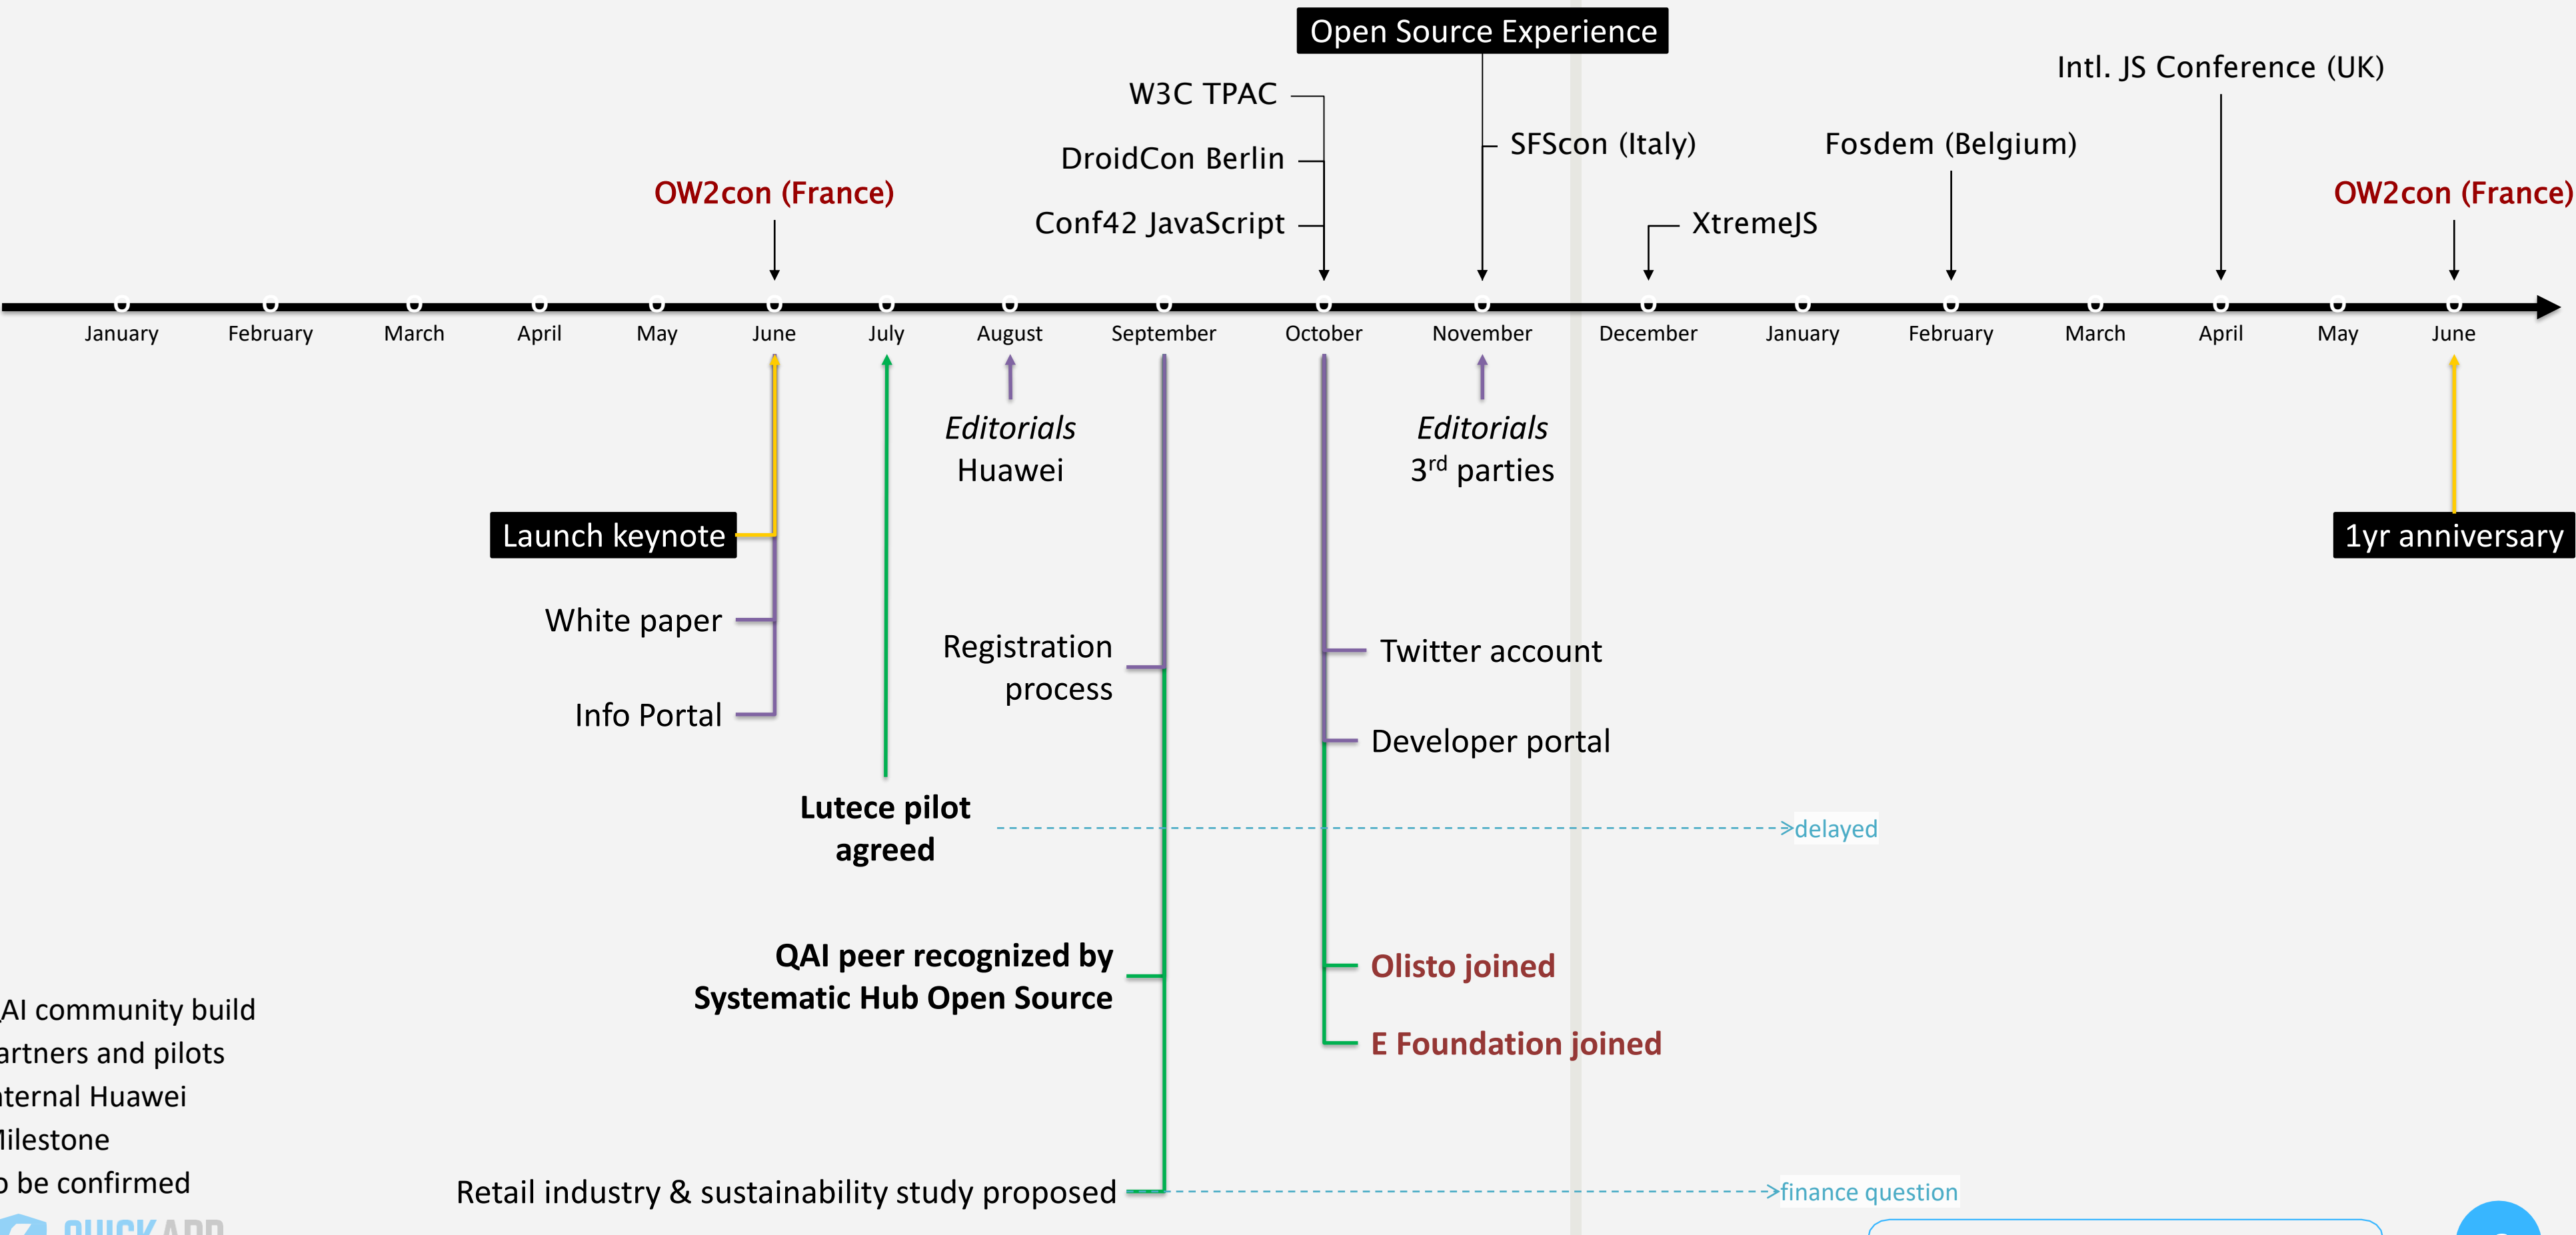 Open Source Experience
Intl. JS Conference (UK)
W3C TPAC
SFScon (Italy)
Fosdem (Belgium)
DroidCon Berlin
OW2con (France)
OW2con (France)
Conf42 JavaScript
XtremeJS
January February March April May June July August September October November December January February March April May June
Editorials
Huawei
Editorials
3rd parties
Launch keynote
1yr anniversary
White paper
Registration
process
Twitter account
Info Portal
Developer portal
Lutece pilot
agreed
delayed
QAI peer recognized by
Systematic Hub Open Source
Olisto joined
E Foundation joined
AI community build
artners and pilots
nternal Huawei
Milestone
o be confirmed
Retail industry & sustainability study proposed
finance question
QUICKAPP